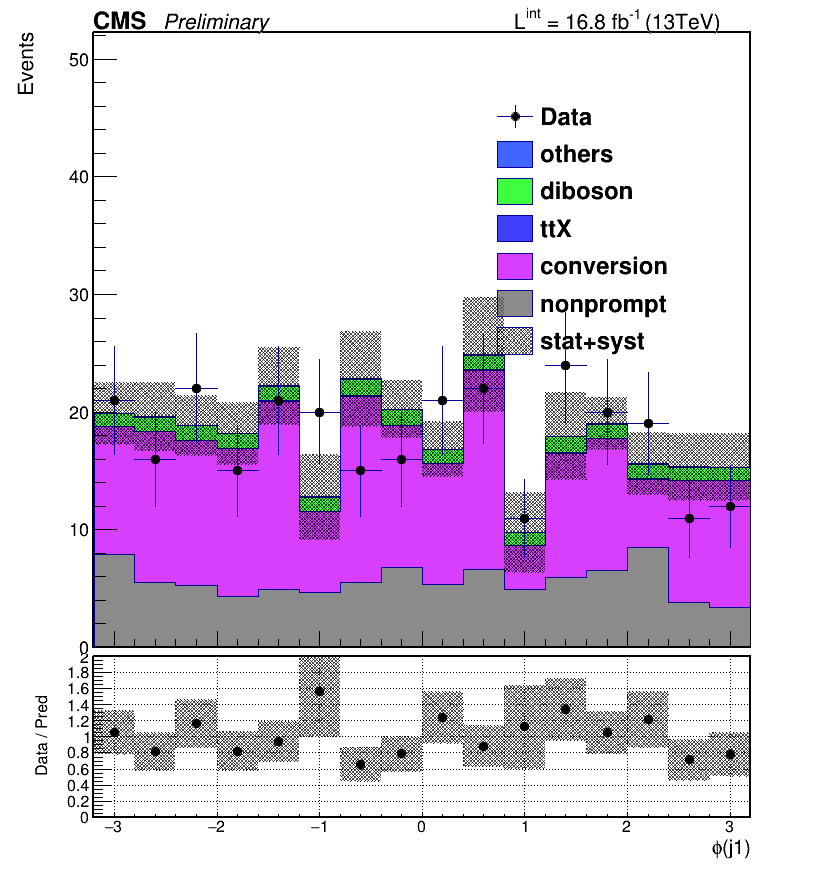 CMS Preliminary L^int = 16.8 fb^-1 (13TeV)
Events
50
40
30
20
10
0
Data
others
diboson
ttX
conversion
nonprompt
stat+syst
Data / Pred
2
1.8
1.6
1.4
1.2
1
0.8
0.6
0.4
0.2
0
−3 −2 −1 0 1 2 3
ϕ(j1)